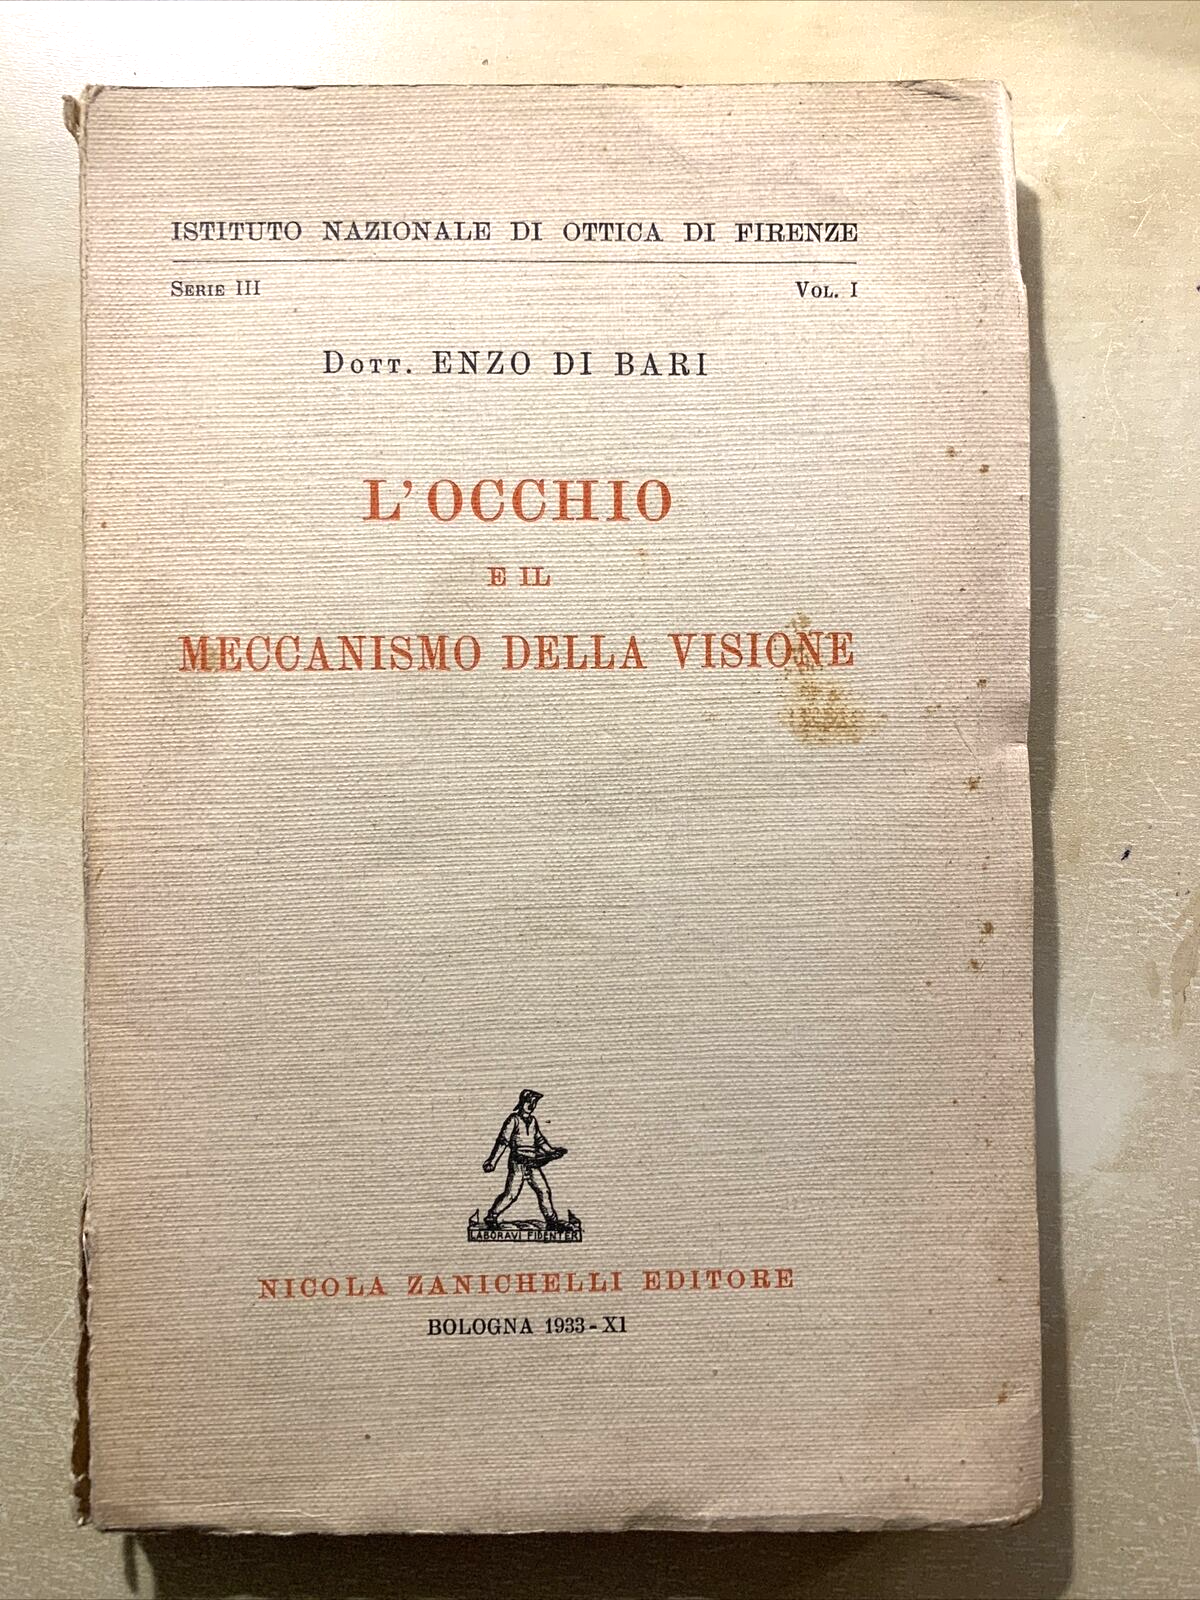 ISTITUTO NAZIONALE DI OTTICA DI FIRENZE
SERIE III VOL. I
DOTT. ENZO DI BARI
L'OCCHIO
E IL
MECCANISMO DELLA VISIONE
LABORAVI FIDENTER
NICOLA ZANICHELLI EDITORE
BOLOGNA 1933-XI